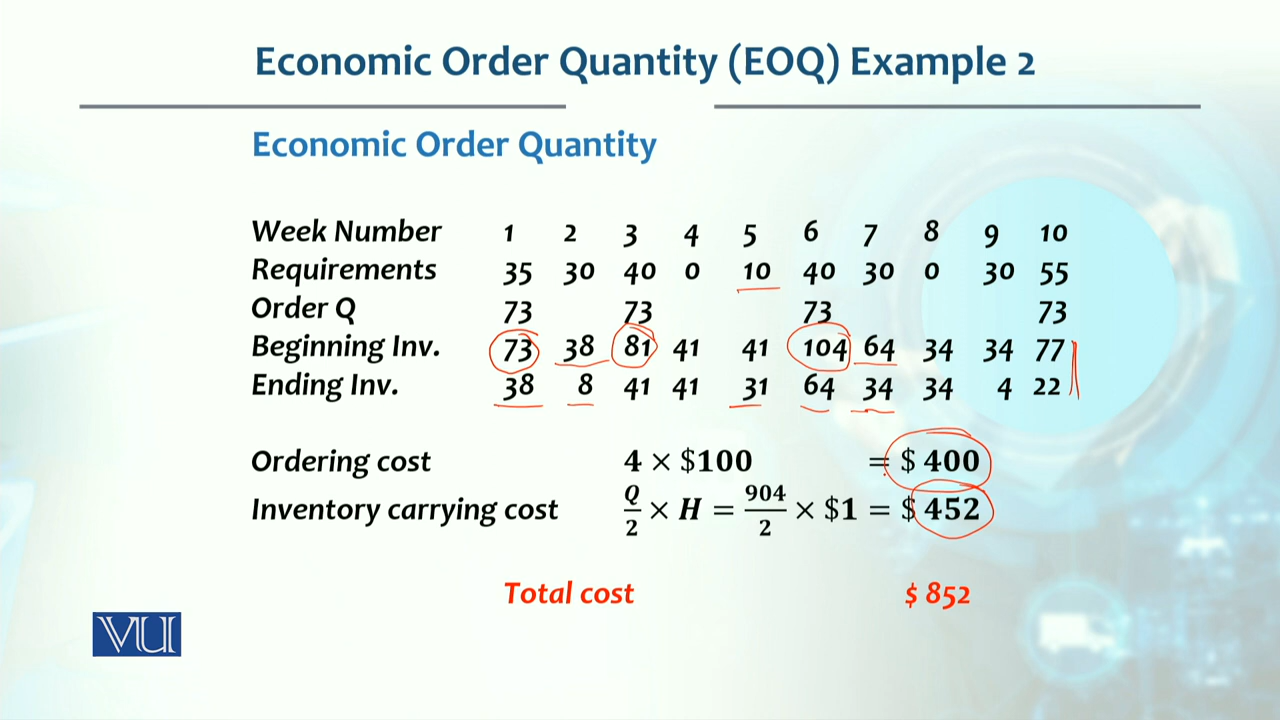 Economic Order Quantity (EOQ) Example 2
Economic Order Quantity
Week Number 1 2 3 4 5 6 7 8 9 10
Requirements 35 30 40 0 10 40 30 0 30 55
Order Q 73 73 73 73
Beginning Inv. 73 38 81 41 41 104 64 34 34 77
Ending Inv. 38 8 41 41 31 64 34 34 4 22
Ordering cost 4 × $100 = $ 400
Inventory carrying cost Q/2 × H = 904/2 × $1 = $ 452
Total cost $ 852
VU